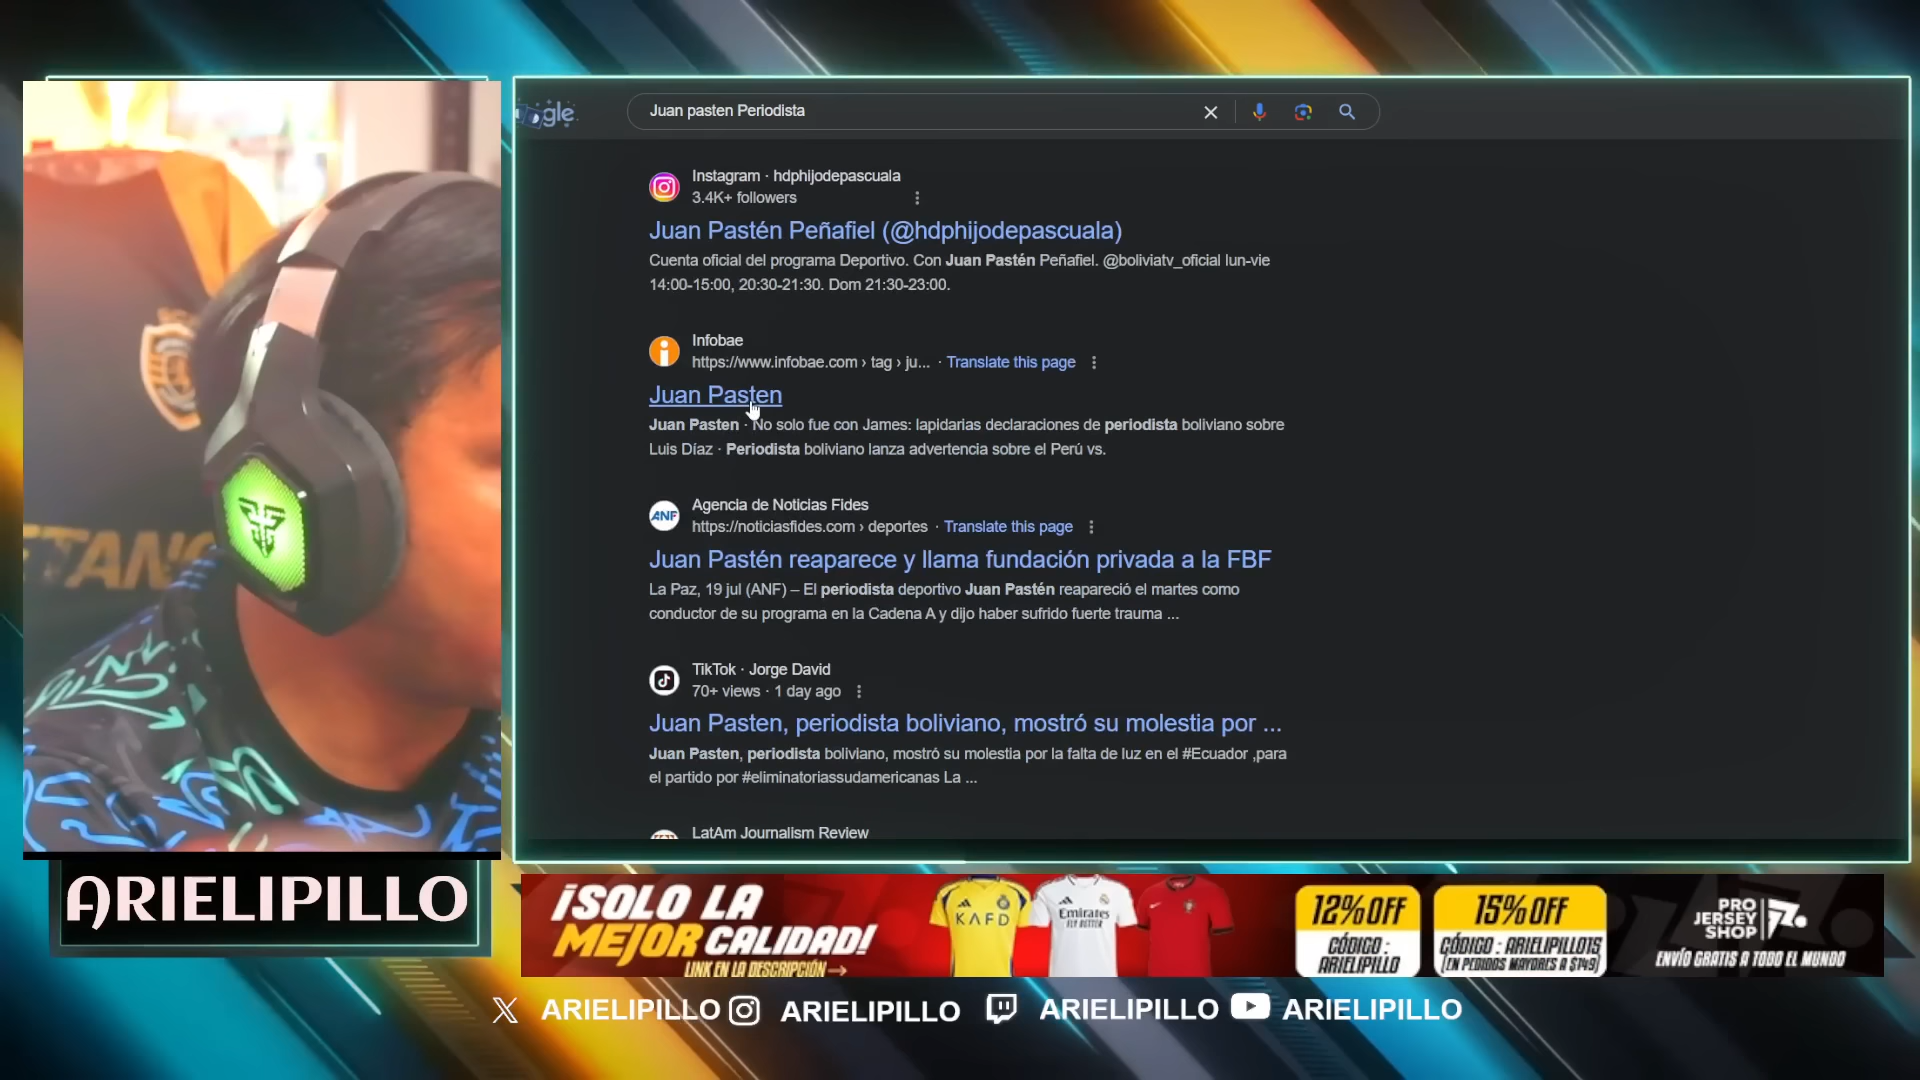 gle
Juan pasten Periodista
Instagram · hdphijodepascuala
3.4K+ followers
Juan Pastén Peñafiel (@hdphijodepascuala)
Cuenta oficial del programa Deportivo. Con Juan Pastén Peñafiel. @boliviatv_oficial lun-vie
14:00-15:00, 20:30-21:30. Dom 21:30-23:00.
Infobae
https://www.infobae.com › tag › ju... · Translate this page
Juan Pasten
Juan Pasten · No solo fue con James: lapidarias declaraciones de periodista boliviano sobre
Luis Díaz · Periodista boliviano lanza advertencia sobre el Perú vs.
ANF
Agencia de Noticias Fides
https://noticiasfides.com › deportes · Translate this page
Juan Pastén reaparece y llama fundación privada a la FBF
La Paz, 19 jul (ANF) – El periodista deportivo Juan Pastén reapareció el martes como
conductor de su programa en la Cadena A y dijo haber sufrido fuerte trauma ...
TikTok · Jorge David
70+ views · 1 day ago
Juan Pasten, periodista boliviano, mostró su molestia por ...
Juan Pasten, periodista boliviano, mostró su molestia por la falta de luz en el #Ecuador ,para
el partido por #eliminatoriassudamericanas La ...
LatAm Journalism Review
ARIELIPILLO
¡SOLO LA
MEJOR CALIDAD!
LINK EN LA DESCRIPCIÓN
KAFD
Emirates
FLY BETTER
12% OFF
CÓDIGO :
ARIELIPILLO
15% OFF
CÓDIGO : ARIELIPILLO15
(EN PEDIDOS MAYORES A $149)
PRO
JERSEY
SHOP
ENVÍO GRATIS A TODO EL MUNDO
ARIELIPILLO ARIELIPILLO ARIELIPILLO ARIELIPILLO